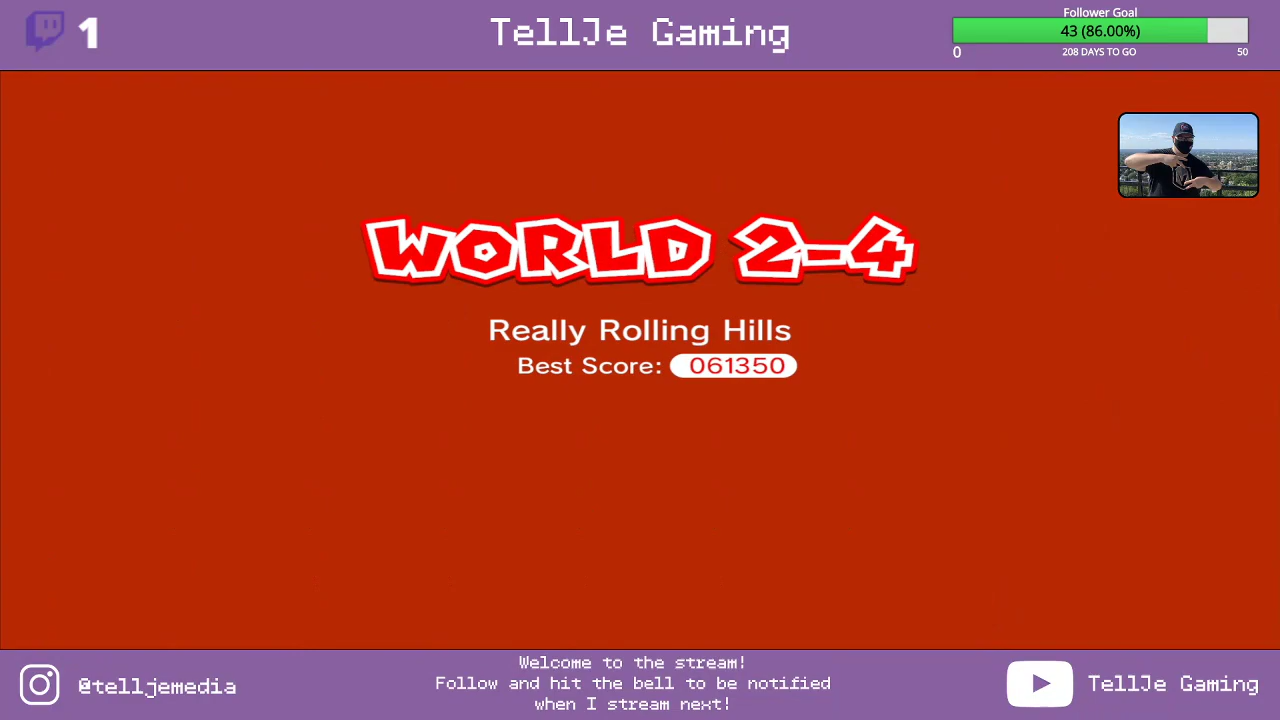 1
TellJe Gaming
Follower Goal
43 (86.00%)
0
208 DAYS TO GO
50
WORLD 2-4
Really Rolling Hills
Best Score: 061350
@telljemedia
Welcome to the stream!
Follow and hit the bell to be notified
when I stream next!
TellJe Gaming